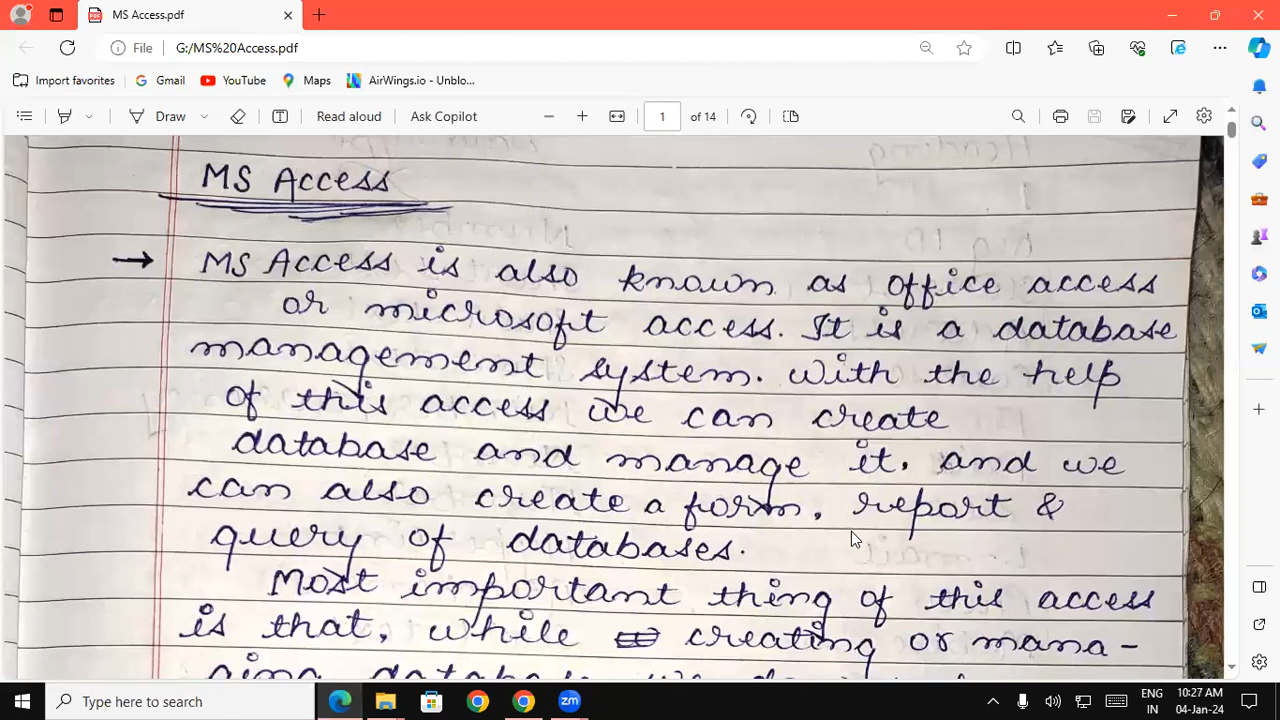 MS Access.pdf
File
G:/MS%20Access.pdf
Import favorites
Gmail
YouTube
Maps
AirWings.io - Unblo...
Draw
Read aloud
Ask Copilot
1
of 14
MS Access
→ MS Access is also known as office access
or microsoft access. It is a database
management system. With the help
of this access we can create
database and manage it. and we
can also create a form, report &
query of databases.
Most important thing of this access
is that, while creating or mana-
ging database we
Type here to search
zm
ENG
IN
10:27 AM
04-Jan-24